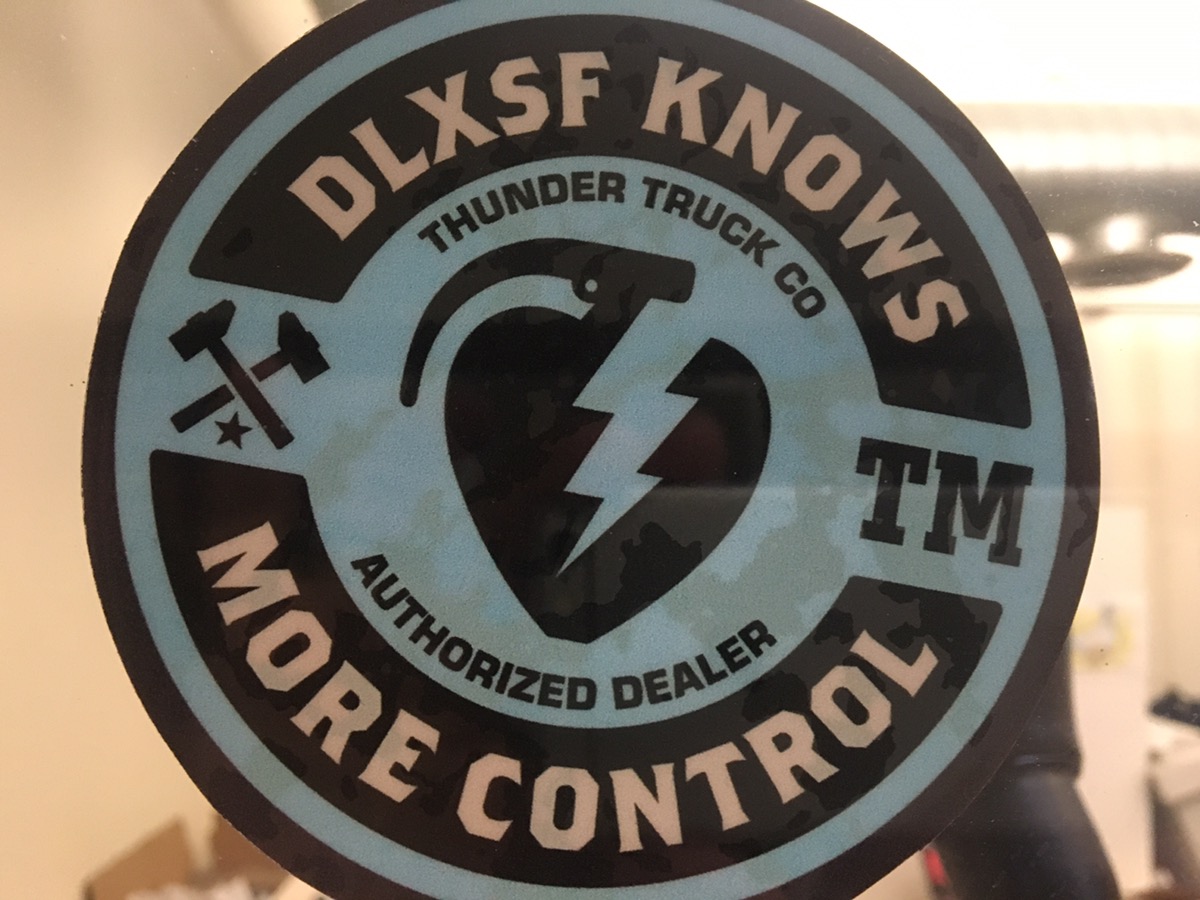 DLXSF KNOWS
THUNDER TRUCK CO
TM
AUTHORIZED DEALER
MORE CONTROL